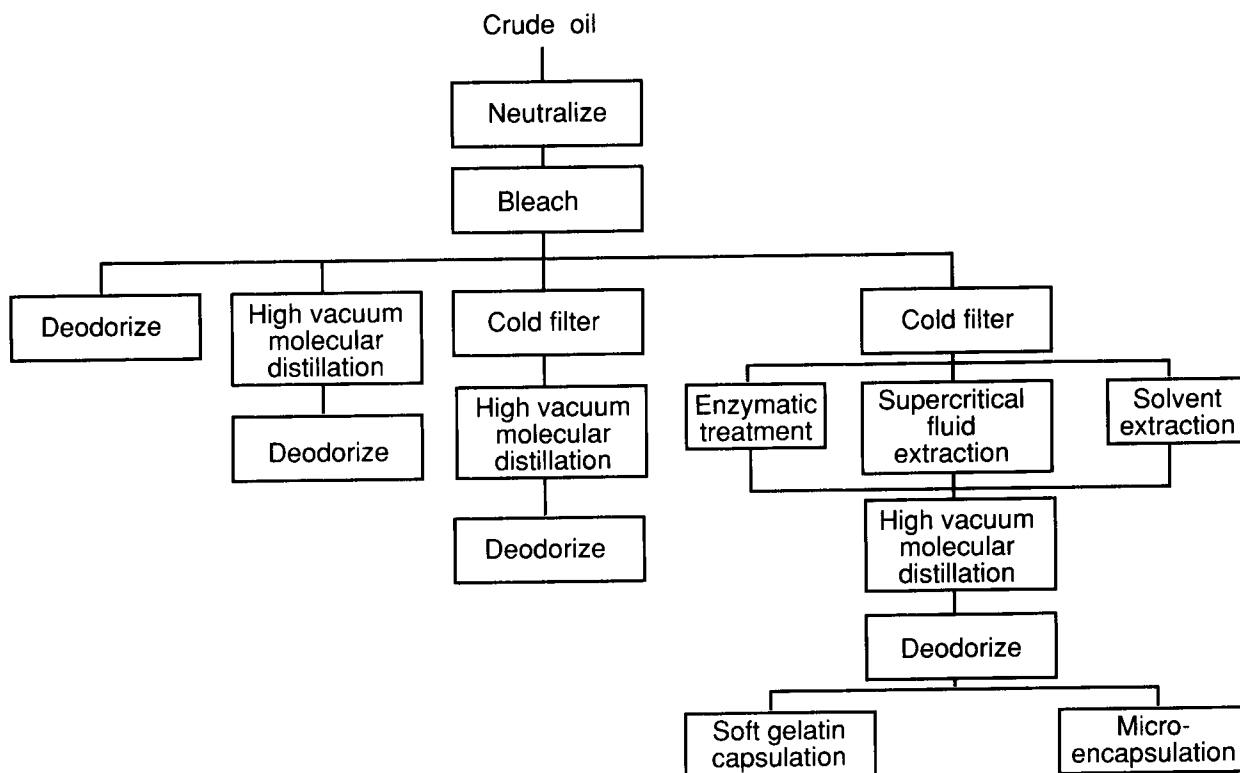 Crude oil
Neutralize
Bleach
Deodorize
High vacuum
molecular
distillation
Deodorize
Cold filter
High vacuum
molecular
distillation
Deodorize
Cold filter
Enzymatic
treatment
Supercritical
fluid
extraction
Solvent
extraction
High vacuum
molecular
distillation
Deodorize
Soft gelatin
capsulation
Micro-
encapsulation